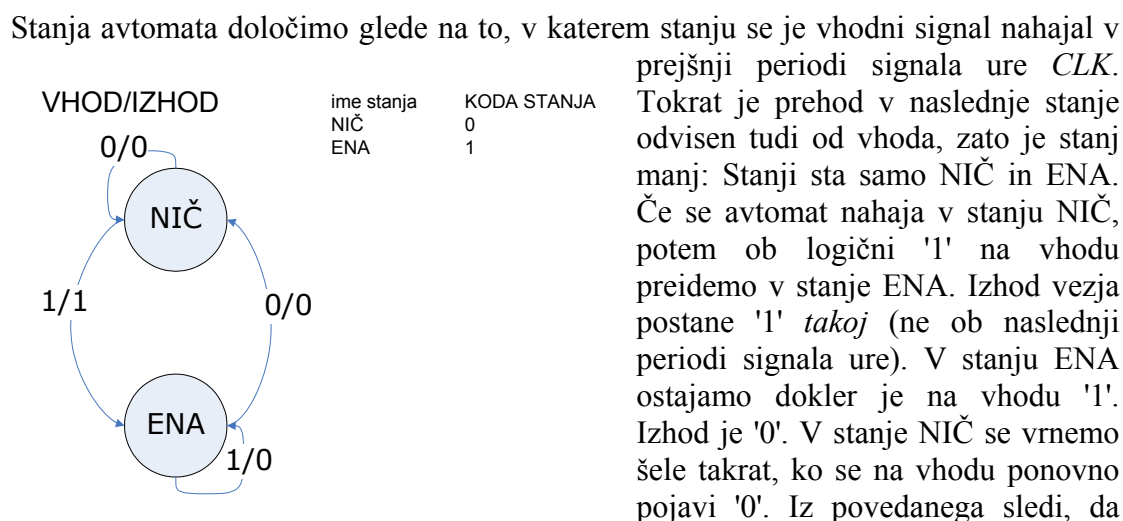 Stanja avtomata določimo glede na to, v katerem stanju se je vhodni signal nahajal v
prejšnji periodi signala ure CLK.
Tokrat je prehod v naslednje stanje
odvisen tudi od vhoda, zato je stanj
manj: Stanji sta samo NIČ in ENA.
Če se avtomat nahaja v stanju NIČ,
potem ob logični '1' na vhodu
preidemo v stanje ENA. Izhod vezja
postane '1' takoj (ne ob naslednji
periodi signala ure). V stanju ENA
ostajamo dokler je na vhodu '1'.
Izhod je '0'. V stanje NIČ se vrnemo
šele takrat, ko se na vhodu ponovno
pojavi '0'. Iz povedanega sledi, da
VHOD/IZHOD
ime stanja KODA STANJA
NIČ 0
ENA 1
0/0
NIČ
1/1
0/0
ENA
1/0